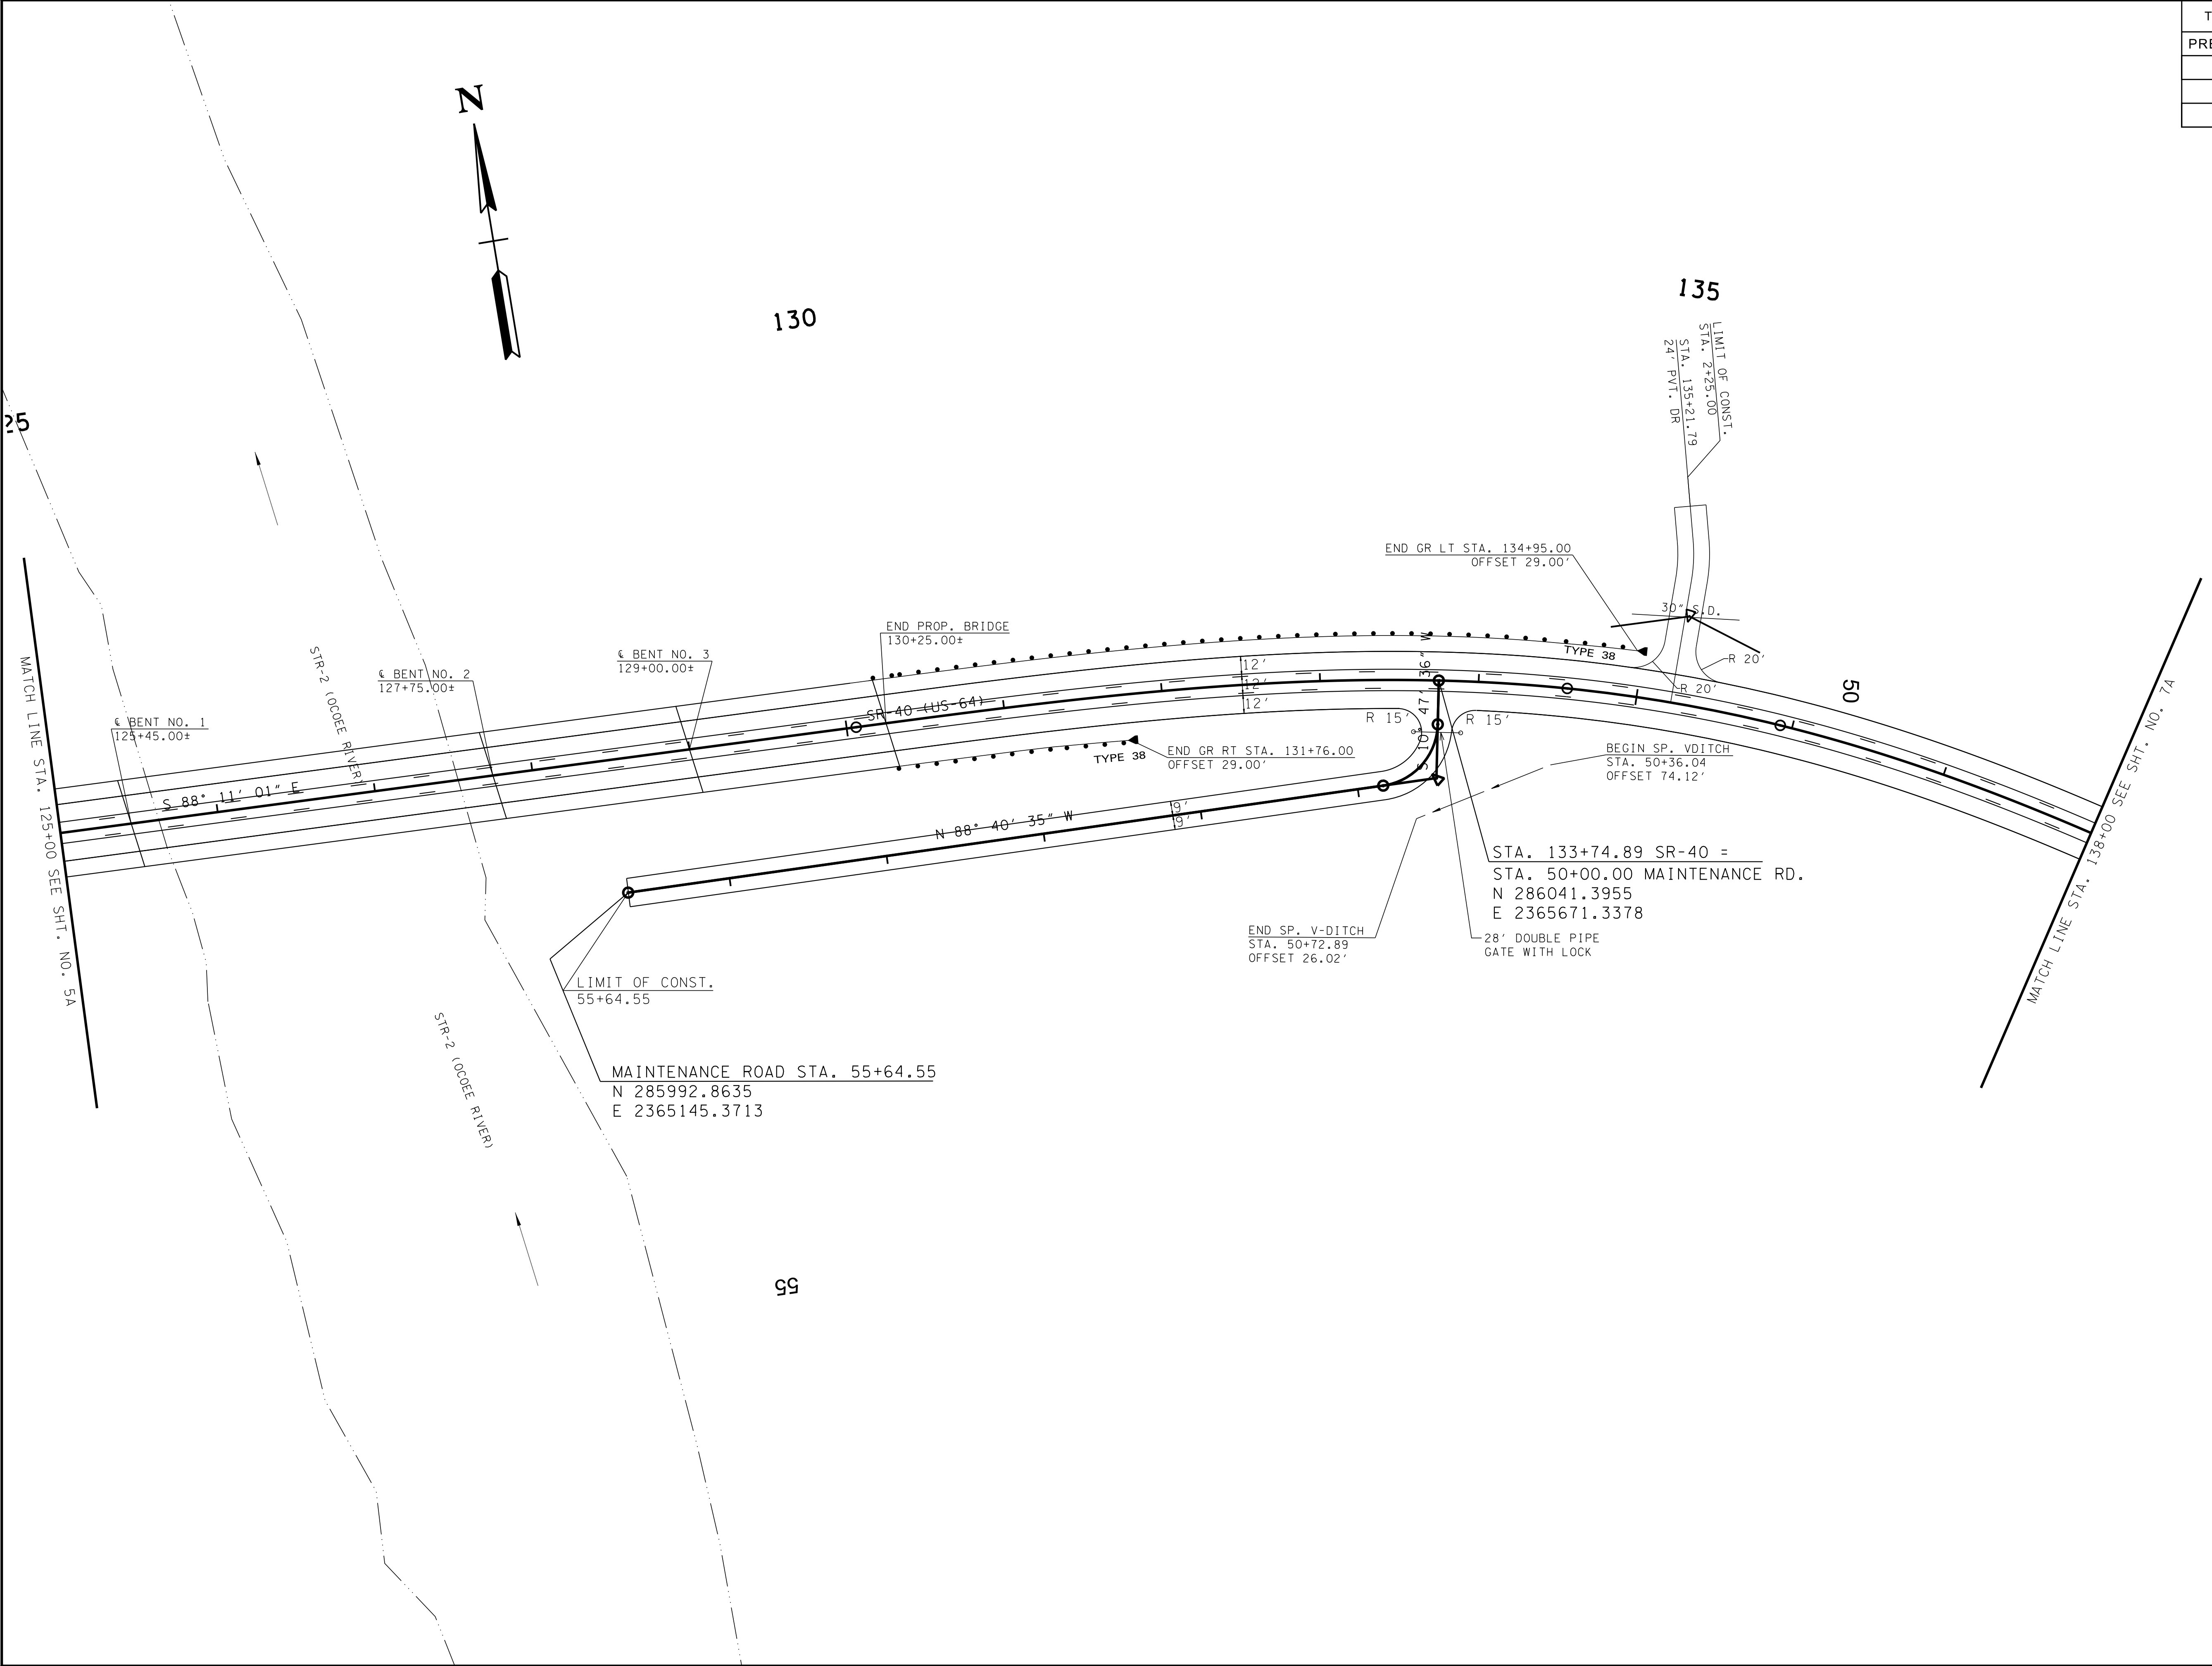 T
PRE
N
130
135
25
LIMIT OF CONST.
STA. 2+25.00
STA. 135+21.79
24' PVT. DR
END GR LT STA. 134+95.00
OFFSET 29.00'
30" S.D.
TYPE 38
R 20'
R 20'
50
END PROP. BRIDGE
130+25.00±
℄ BENT NO. 3
129+00.00±
℄ BENT NO. 2
127+75.00±
℄ BENT NO. 1
125+45.00±
STR-2 (OCOEE RIVER)
12'
12'
12'
SR-40 (US-64)
S 88° 11' 01" E
S 10° 47' 36" W
R 15'
R 15'
END GR RT STA. 131+76.00
OFFSET 29.00'
TYPE 38
BEGIN SP. VDITCH
STA. 50+36.04
OFFSET 74.12'
9'
9'
N 88° 40' 35" W
MATCH LINE STA. 125+00 SEE SHT. NO. 5A
MATCH LINE STA. 138+00 SEE SHT. NO. 7A
STA. 133+74.89 SR-40 =
STA. 50+00.00 MAINTENANCE RD.
N 286041.3955
E 2365671.3378
END SP. V-DITCH
STA. 50+72.89
OFFSET 26.02'
28' DOUBLE PIPE
GATE WITH LOCK
LIMIT OF CONST.
55+64.55
STR-2 (OCOEE RIVER)
MAINTENANCE ROAD STA. 55+64.55
N 285992.8635
E 2365145.3713
55